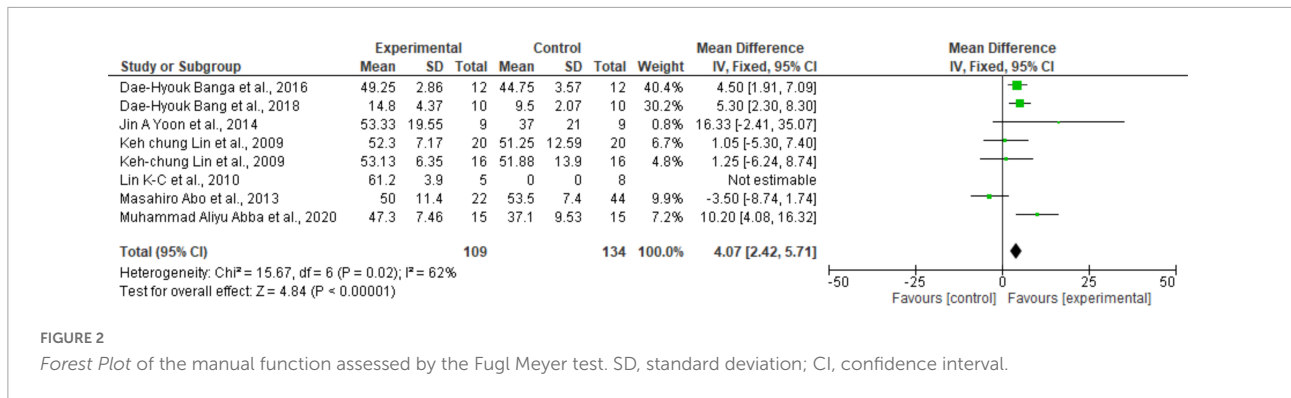 Experimental Control Mean Difference Mean Difference
Study or Subgroup Mean SD Total Mean SD Total Weight IV, Fixed, 95% CI IV, Fixed, 95% CI
Dae-Hyouk Banga et al., 2016 49.25 2.86 12 44.75 3.57 12 40.4% 4.50 [1.91, 7.09]
Dae-Hyouk Bang et al., 2018 14.8 4.37 10 9.5 2.07 10 30.2% 5.30 [2.30, 8.30]
Jin A Yoon et al., 2014 53.33 19.55 9 37 21 9 0.8% 16.33 [-2.41, 35.07]
Keh chung Lin et al., 2009 52.3 7.17 20 51.25 12.59 20 6.7% 1.05 [-5.30, 7.40]
Keh-chung Lin et al., 2009 53.13 6.35 16 51.88 13.9 16 4.8% 1.25 [-6.24, 8.74]
Lin K-C et al., 2010 61.2 3.9 5 0 0 8 Not estimable
Masahiro Abo et al., 2013 50 11.4 22 53.5 7.4 44 9.9% -3.50 [-8.74, 1.74]
Muhammad Aliyu Abba et al., 2020 47.3 7.46 15 37.1 9.53 15 7.2% 10.20 [4.08, 16.32]
Total (95% CI) 109 134 100.0% 4.07 [2.42, 5.71]
Heterogeneity: Chi² = 15.67, df = 6 (P = 0.02); I² = 62%
Test for overall effect: Z = 4.84 (P < 0.00001)
-50 -25 0 25 50
Favours [control] Favours [experimental]
FIGURE 2
Forest Plot of the manual function assessed by the Fugl Meyer test. SD, standard deviation; CI, confidence interval.